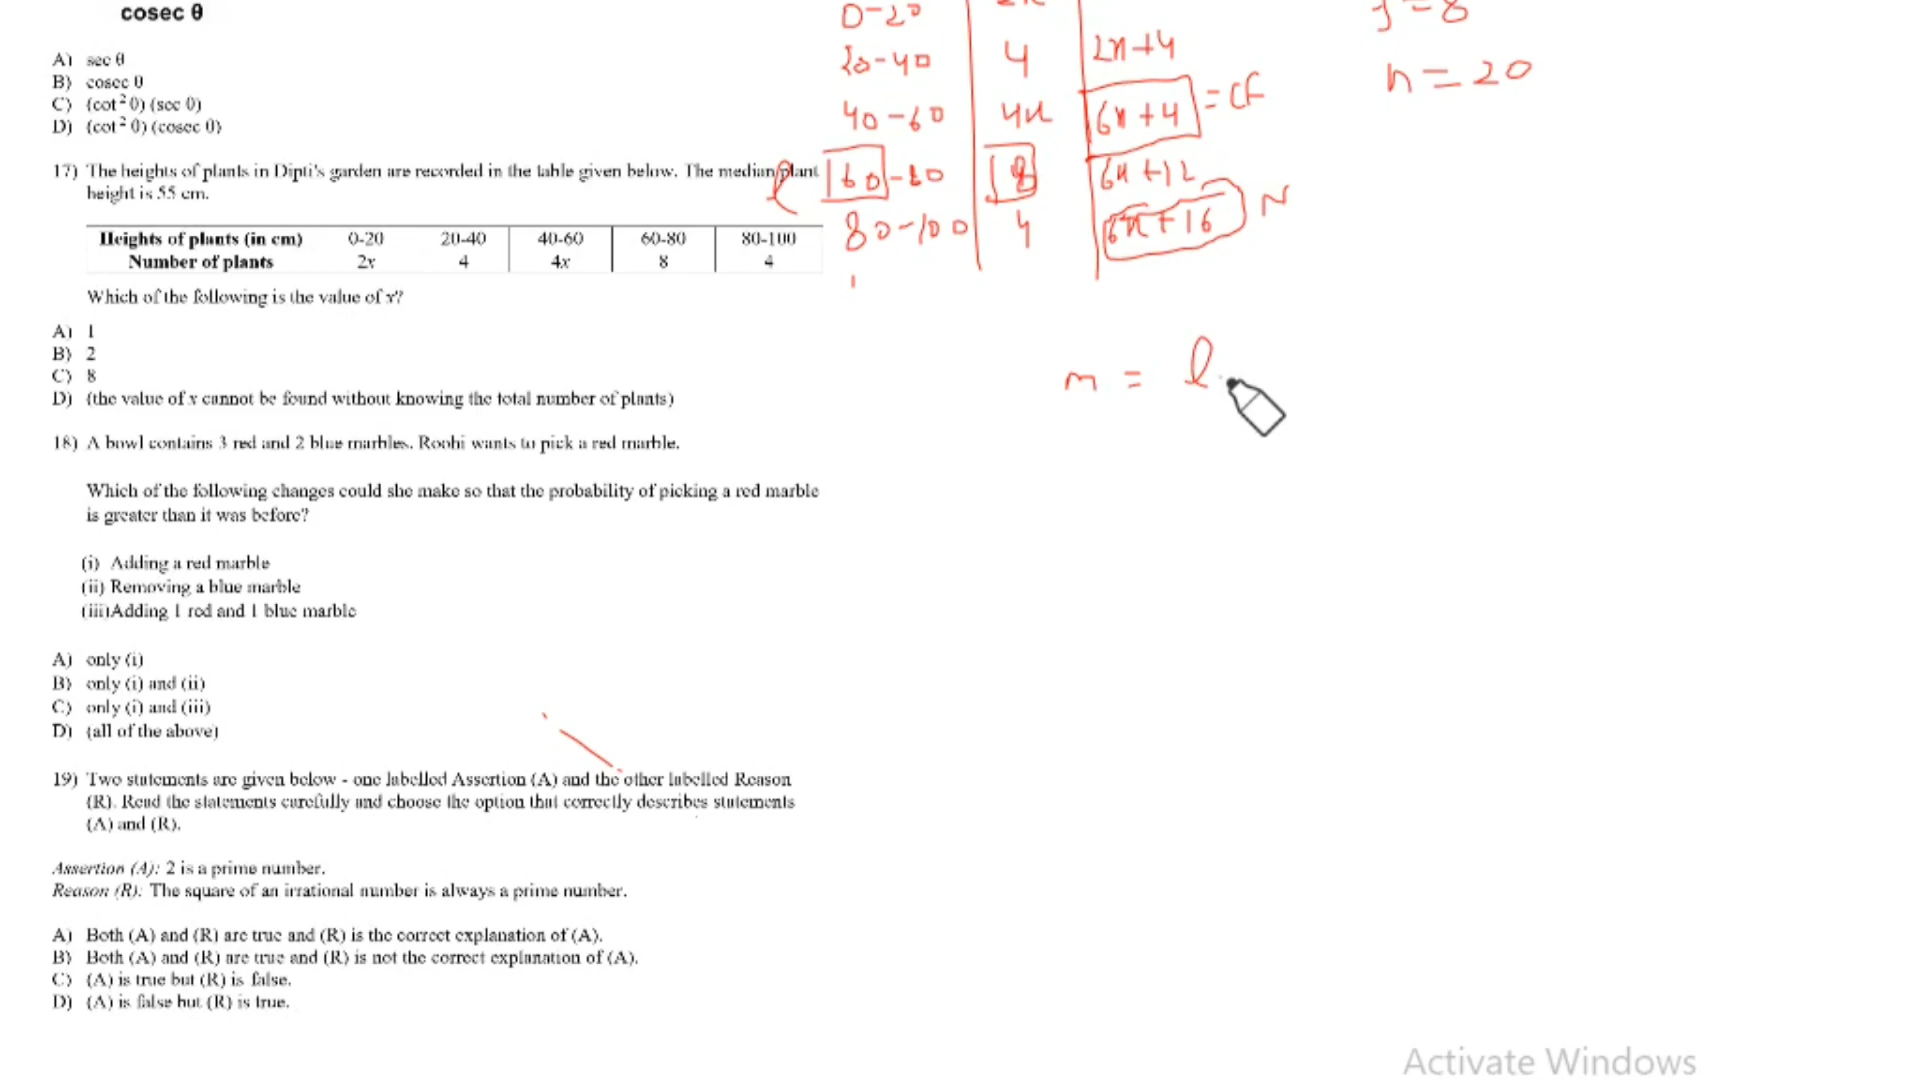 cosec θ
A) sec θ
B) cosec θ
C) (cot² θ) (sec θ)
D) (cot² θ) (cosec θ)
17) The heights of plants in Dipti's garden are recorded in the table given below. The median plant
height is 55 cm.
Heights of plants (in cm) 0-20 20-40 40-60 60-80 80-100
Number of plants 2x 4 4x 8 4
Which of the following is the value of x?
A) 1
B) 2
C) 8
D) (the value of x cannot be found without knowing the total number of plants)
18) A bowl contains 3 red and 2 blue marbles. Roohi wants to pick a red marble.
Which of the following changes could she make so that the probability of picking a red marble
is greater than it was before?
(i) Adding a red marble
(ii) Removing a blue marble
(iii)Adding 1 red and 1 blue marble
A) only (i)
B) only (i) and (ii)
C) only (i) and (iii)
D) (all of the above)
19) Two statements are given below - one labelled Assertion (A) and the other labelled Reason
(R). Read the statements carefully and choose the option that correctly describes statements
(A) and (R).
Assertion (A): 2 is a prime number.
Reason (R): The square of an irrational number is always a prime number.
A) Both (A) and (R) are true and (R) is the correct explanation of (A).
B) Both (A) and (R) are true and (R) is not the correct explanation of (A).
C) (A) is true but (R) is false.
D) (A) is false but (R) is true.
0-20
20-40 4 2x+4
40-60 4x 6x+4 = CF
l 60-80 8 6x+12
80-100 4 6x+16 N
f = 8
h = 20
m = l
Activate Windows